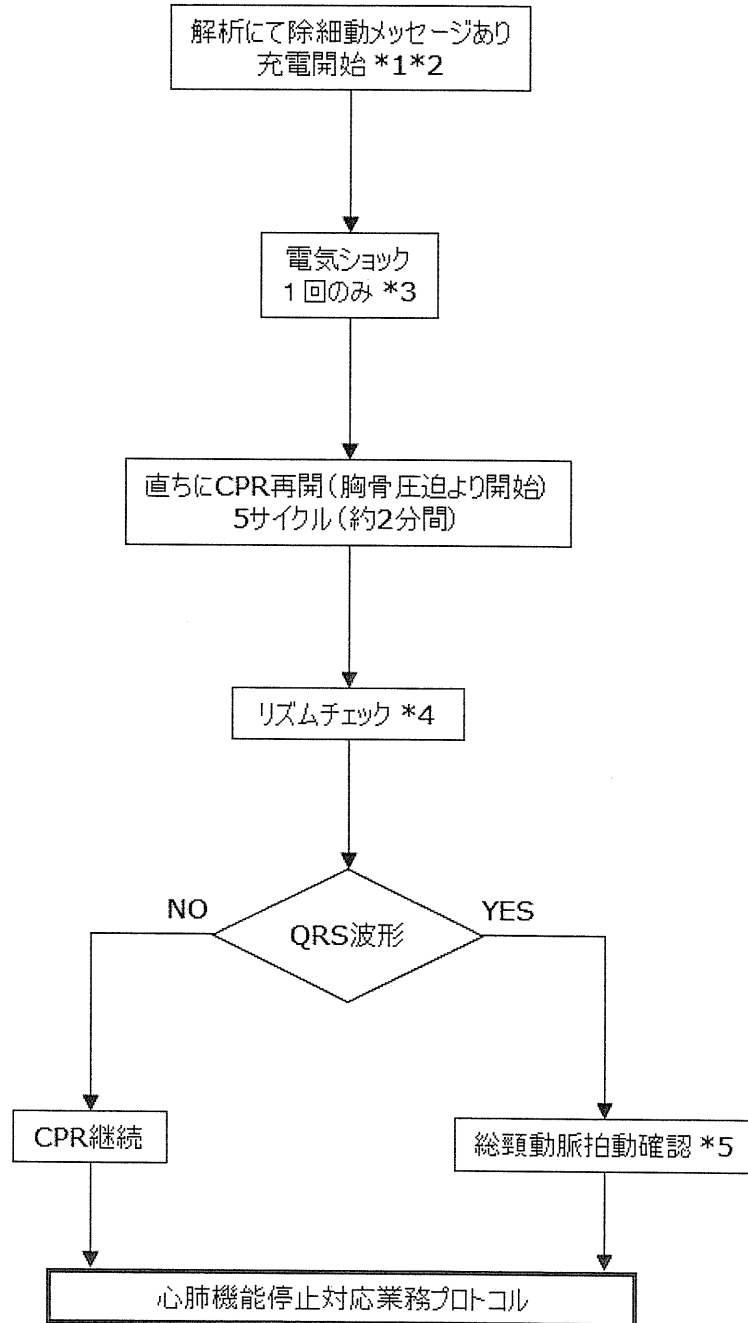 解析にて除細動メッセージあり
充電開始 *1*2
電気ショック
1回のみ *3
直ちにCPR再開(胸骨圧迫より開始)
5サイクル(約2分間)
リズムチェック *4
NO
YES
QRS波形
CPR継続
総頸動脈拍動確認 *5
心肺機能停止対応業務プロトコル